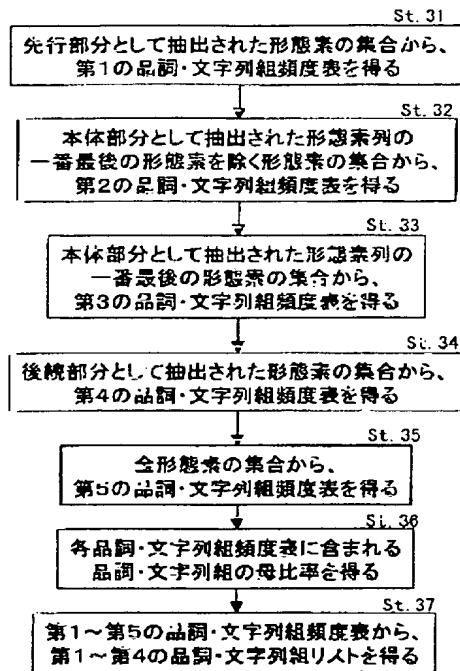 St.31
先行部分として抽出された形態素の集合から、
第1の品詞・文字列組頻度表を得る
St.32
本体部分として抽出された形態素列の
一番最後の形態素を除く形態素の集合から、
第2の品詞・文字列組頻度表を得る
St.33
本体部分として抽出された形態素列の
一番最後の形態素の集合から、
第3の品詞・文字列組頻度表を得る
St.34
後続部分として抽出された形態素の集合から、
第4の品詞・文字列組頻度表を得る
St.35
全形態素の集合から、
第5の品詞・文字列組頻度表を得る
St.36
各品詞・文字列組頻度表に含まれる
品詞・文字列組の母比率を得る
St.37
第1～第5の品詞・文字列組頻度表から、
第1～第4の品詞・文字列組リストを得る